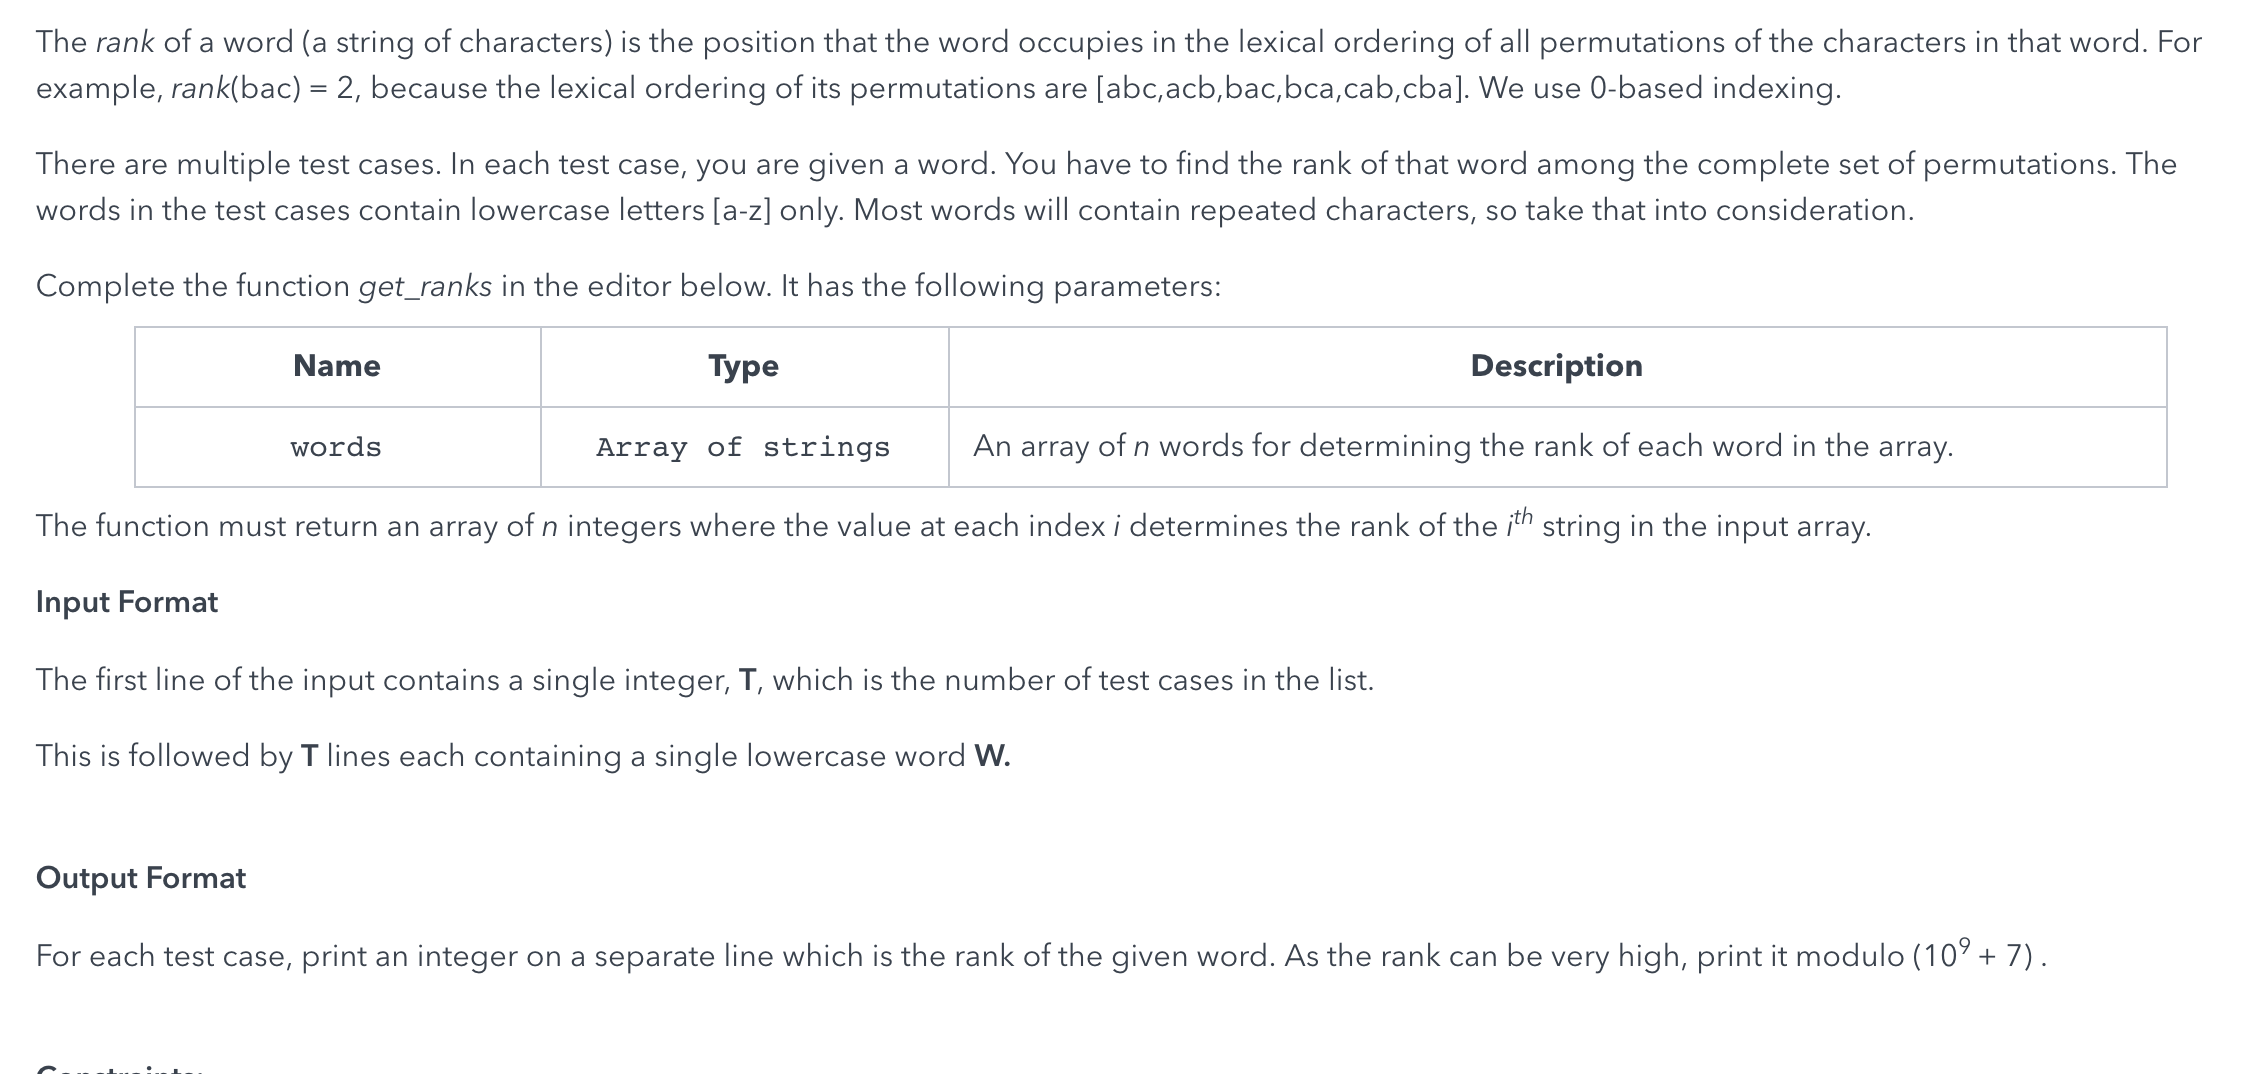 The rank of a word (a string of characters) is the position that the word occupies in the lexical ordering of all permutations of the characters in that word. For
example, rank(bac) = 2, because the lexical ordering of its permutations are [abc,acb,bac,bca,cab,cba]. We use 0-based indexing.
There are multiple test cases. In each test case, you are given a word. You have to find the rank of that word among the complete set of permutations. The
words in the test cases contain lowercase letters [a-z] only. Most words will contain repeated characters, so take that into consideration.
Complete the function get_ranks in the editor below. It has the following parameters:
Name Type Description
words Array of strings An array of n words for determining the rank of each word in the array.
The function must return an array of n integers where the value at each index i determines the rank of the i^th string in the input array.
Input Format
The first line of the input contains a single integer, T, which is the number of test cases in the list.
This is followed by T lines each containing a single lowercase word W.
Output Format
For each test case, print an integer on a separate line which is the rank of the given word. As the rank can be very high, print it modulo (10^9 + 7) .